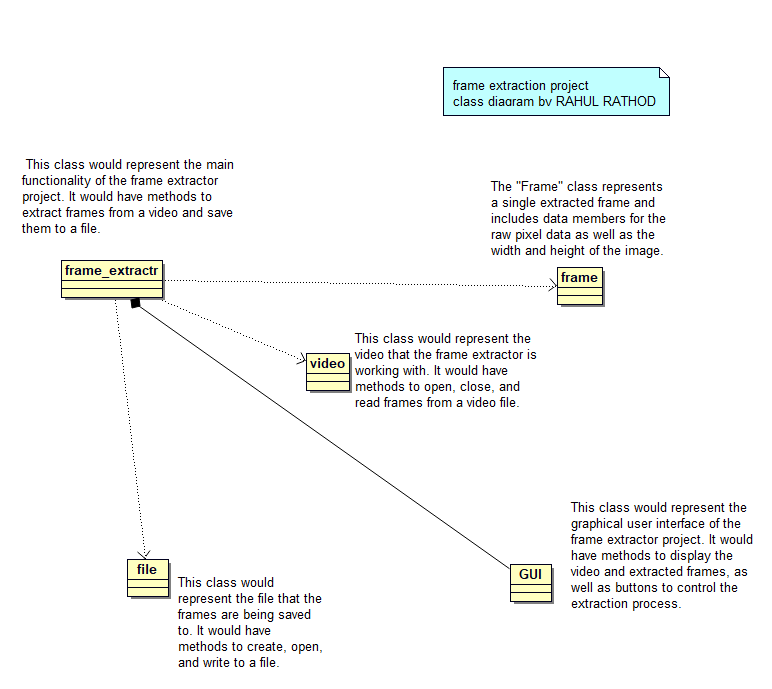 frame extraction project
class diagram by RAHUL RATHOD
This class would represent the main
functionality of the frame extractor
project. It would have methods to
extract frames from a video and save
them to a file.
The "Frame" class represents
a single extracted frame and
includes data members for the
raw pixel data as well as the
width and height of the image.
frame_extractr
frame
video
This class would represent the
video that the frame extractor is
working with. It would have
methods to open, close, and
read frames from a video file.
This class would represent the
graphical user interface of the
frame extractor project. It would
have methods to display the
video and extracted frames, as
well as buttons to control the
extraction process.
GUI
file
This class would
represent the file that the
frames are being saved
to. It would have
methods to create, open,
and write to a file.